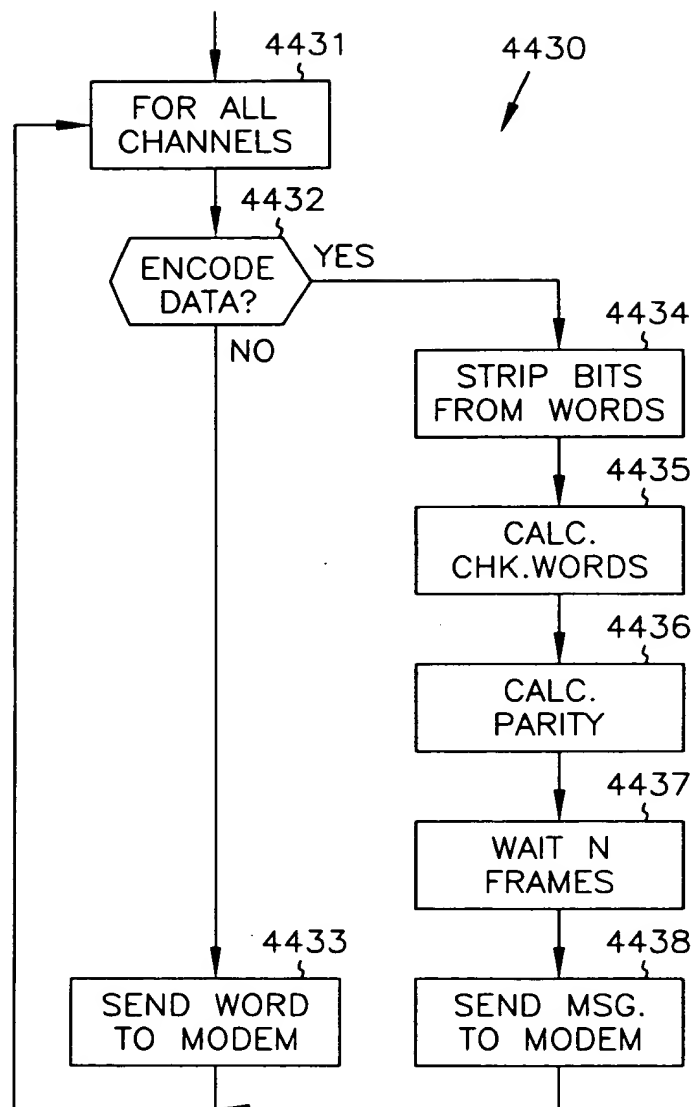 4431
4430
FOR ALL
CHANNELS
4432
ENCODE
DATA?
YES
NO
4434
STRIP BITS
FROM WORDS
4435
CALC.
CHK.WORDS
4436
CALC.
PARITY
4437
WAIT N
FRAMES
4433
SEND WORD
TO MODEM
4438
SEND MSG.
TO MODEM